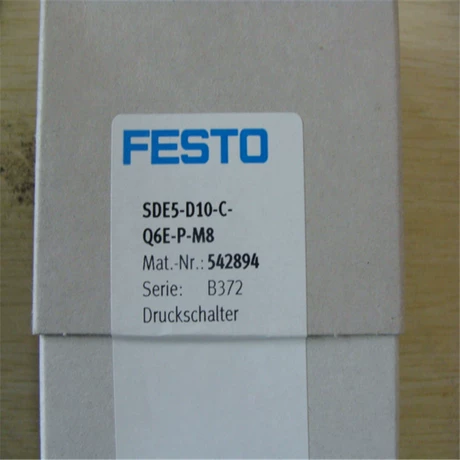 FESTO
SDE5-D10-C-
Q6E-P-M8
Mat.-Nr.: 542894
Serie: B372
Druckschalter